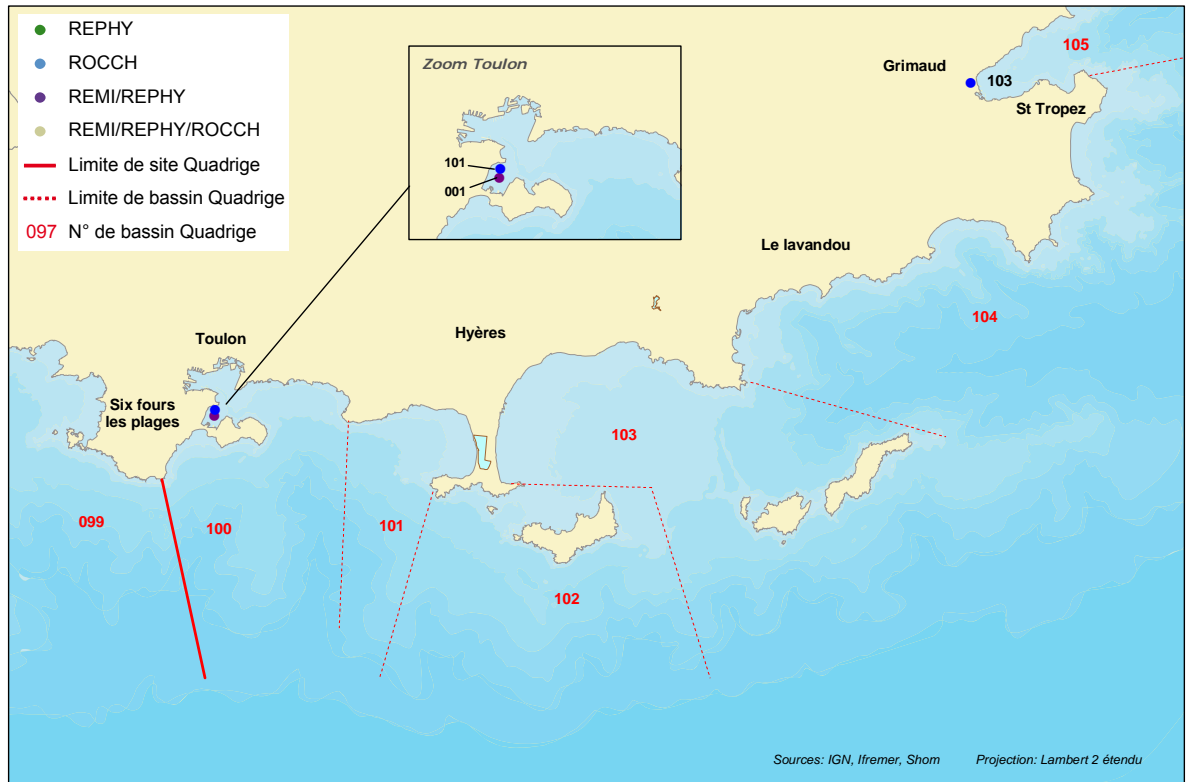 REPHY
ROCCH
REMI/REPHY
REMI/REPHY/ROCCH
Limite de site Quadrige
Limite de bassin Quadrige
097 N° de bassin Quadrige
Zoom Toulon
101
001
105
Grimaud
103
St Tropez
Le lavandou
104
Hyères
Toulon
Six fours
les plages
103
099
100
101
102
Sources: IGN, Ifremer, Shom Projection: Lambert 2 étendu